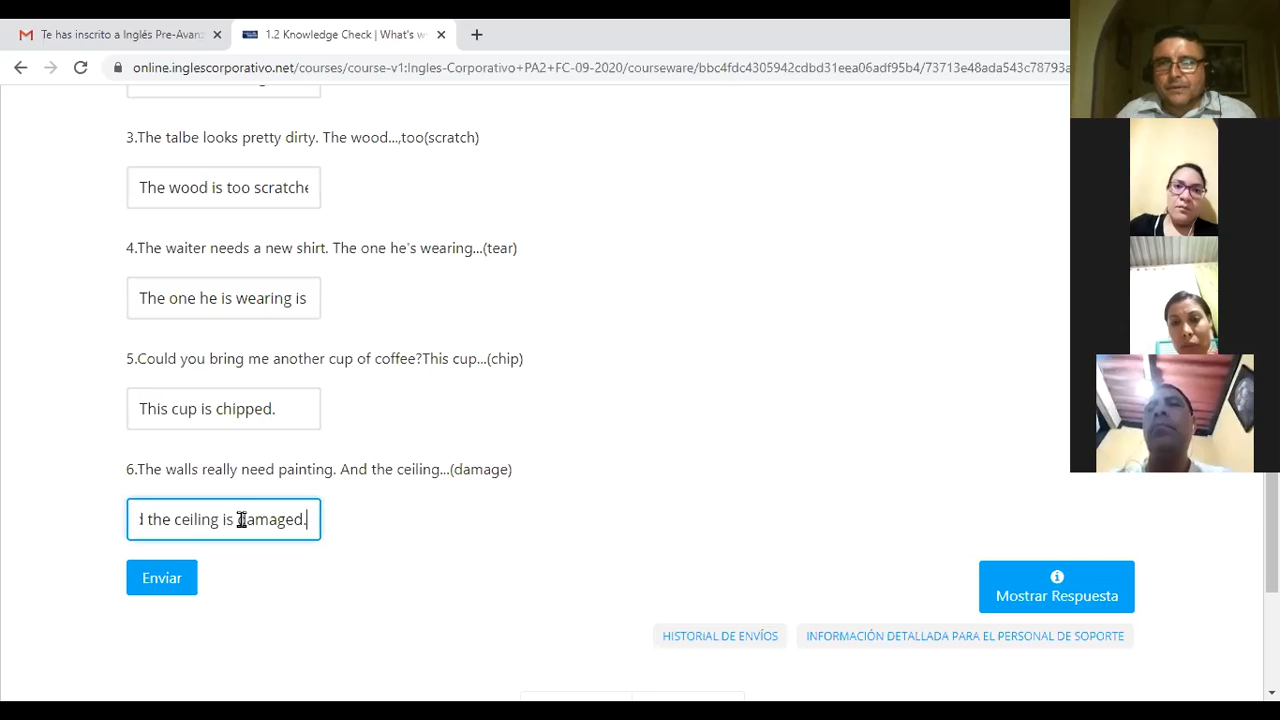 Te has inscrito a Inglés Pre-Avanz
1.2 Knowledge Check | What's w
online.inglescorporativo.net/courses/course-v1:Ingles-Corporativo+PA2+FC-09-2020/courseware/bbc4fdc4305942cdbd31eea06adf95b4/73713e48ada543c78793a
3.The talbe looks pretty dirty. The wood...,too(scratch)
The wood is too scratche
4.The waiter needs a new shirt. The one he's wearing...(tear)
The one he is wearing is
5.Could you bring me another cup of coffee?This cup...(chip)
This cup is chipped.
6.The walls really need painting. And the ceiling...(damage)
d the ceiling is damaged.
Enviar
Mostrar Respuesta
HISTORIAL DE ENVÍOS
INFORMACIÓN DETALLADA PARA EL PERSONAL DE SOPORTE